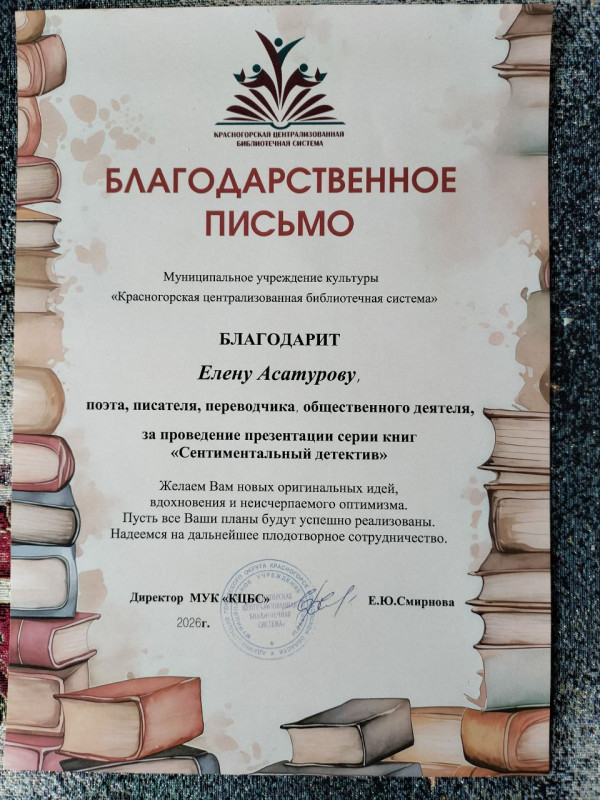 КРАСНОГОРСКАЯ ЦЕНТРАЛИЗОВАННАЯ
БИБЛИОТЕЧНАЯ СИСТЕМА
БЛАГОДАРСТВЕННОЕ
ПИСЬМО
Муниципальное учреждение культуры
«Красногорская централизованная библиотечная система»
БЛАГОДАРИТ
Елену Асатурову,
поэта, писателя, переводчика, общественного деятеля,
за проведение презентации серии книг
«Сентиментальный детектив»
Желаем Вам новых оригинальных идей,
вдохновения и неисчерпаемого оптимизма.
Пусть все Ваши планы будут успешно реализованы.
Надеемся на дальнейшее плодотворное сотрудничество.
Директор МУК «КЦБС» Е.Ю.Смирнова
2026г.